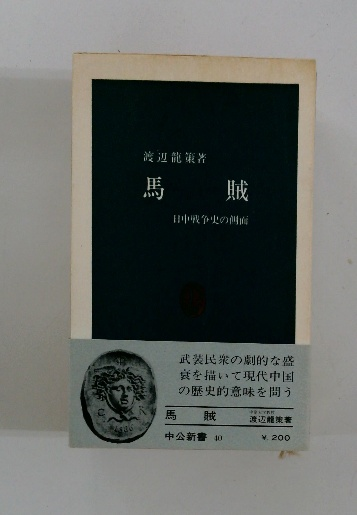 渡辺龍策著
馬賊
日中戦争史の側面
武装民衆の劇的な盛
衰を描いて現代中国
の歴史的意味を問う
馬賊
渡辺龍策著
中公新書 40
¥. 200